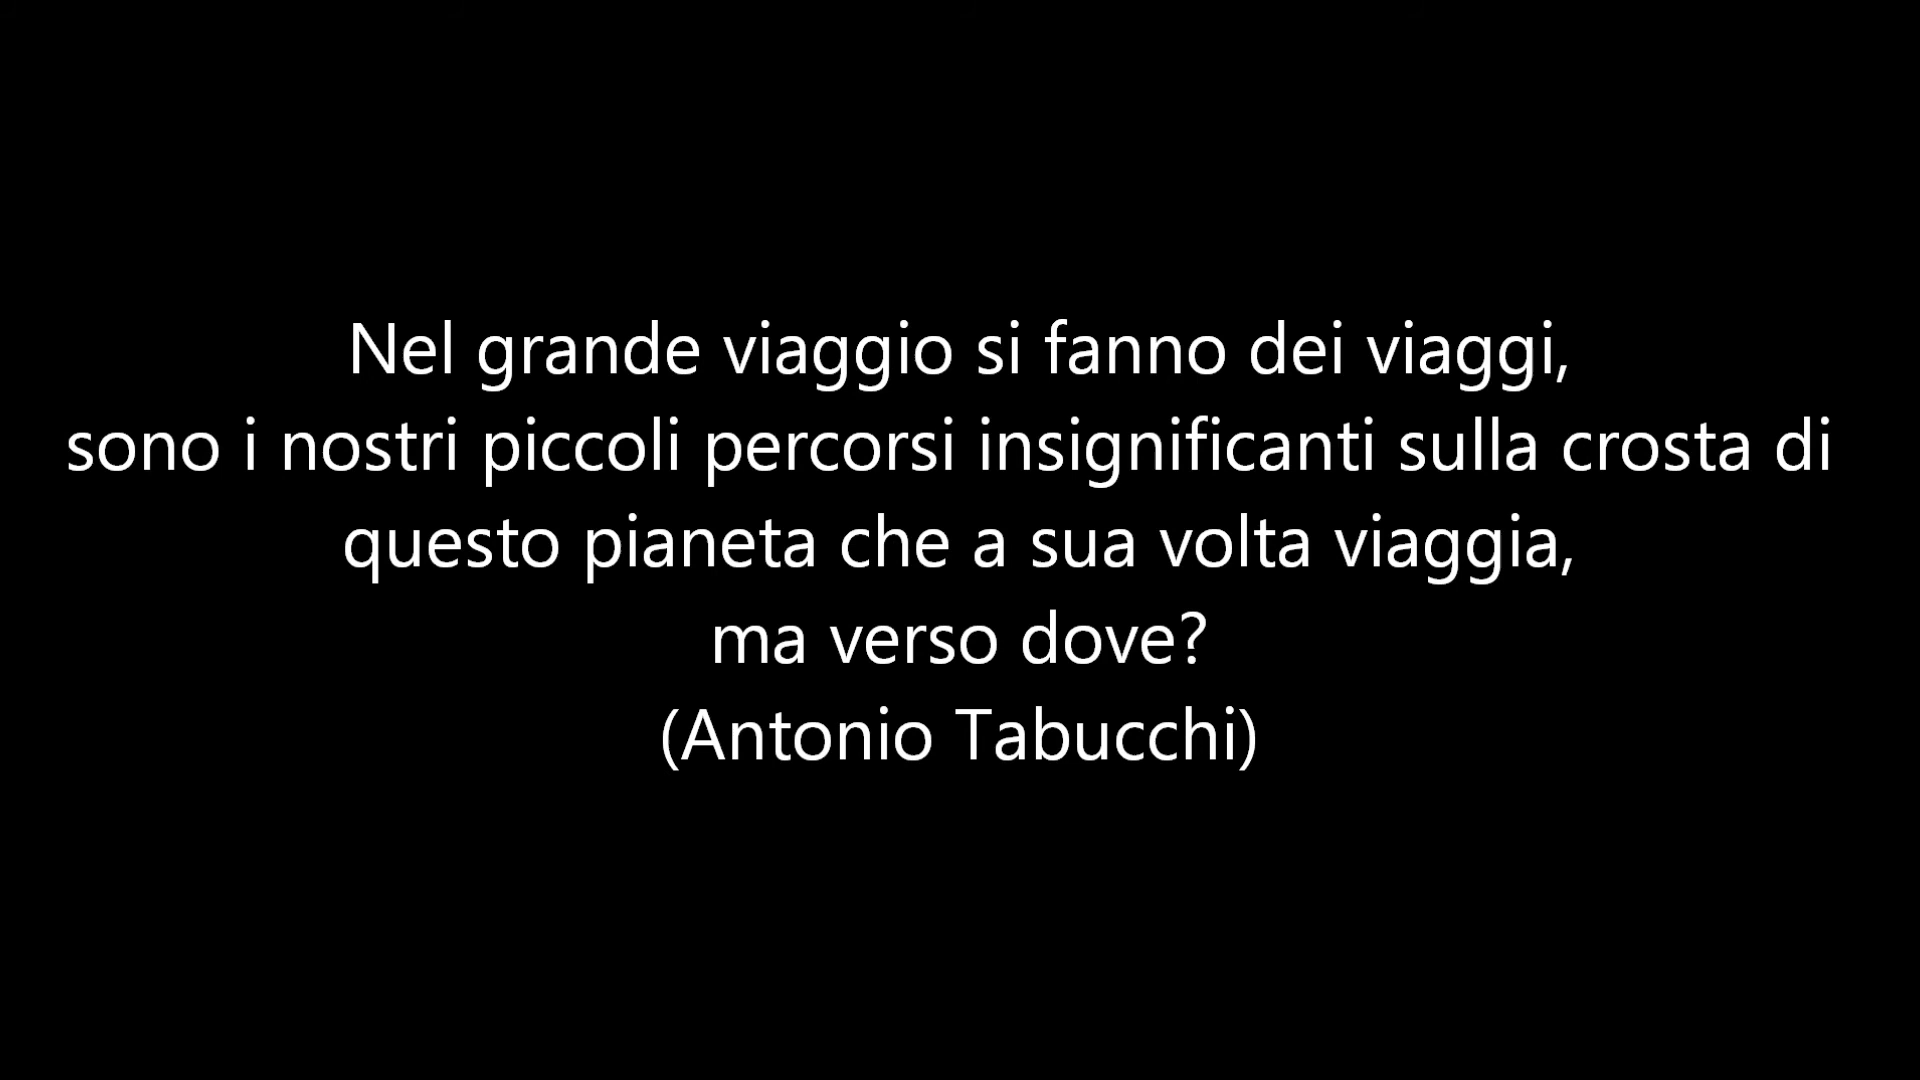 Nel grande viaggio si fanno dei viaggi,
sono i nostri piccoli percorsi insignificanti sulla crosta di
questo pianeta che a sua volta viaggia,
ma verso dove?
(Antonio Tabucchi)